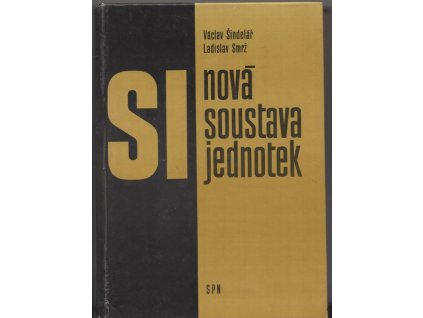 Václav Šindelář
Ladislav Smrž
SI
nová
soustava
jednotek
SPN